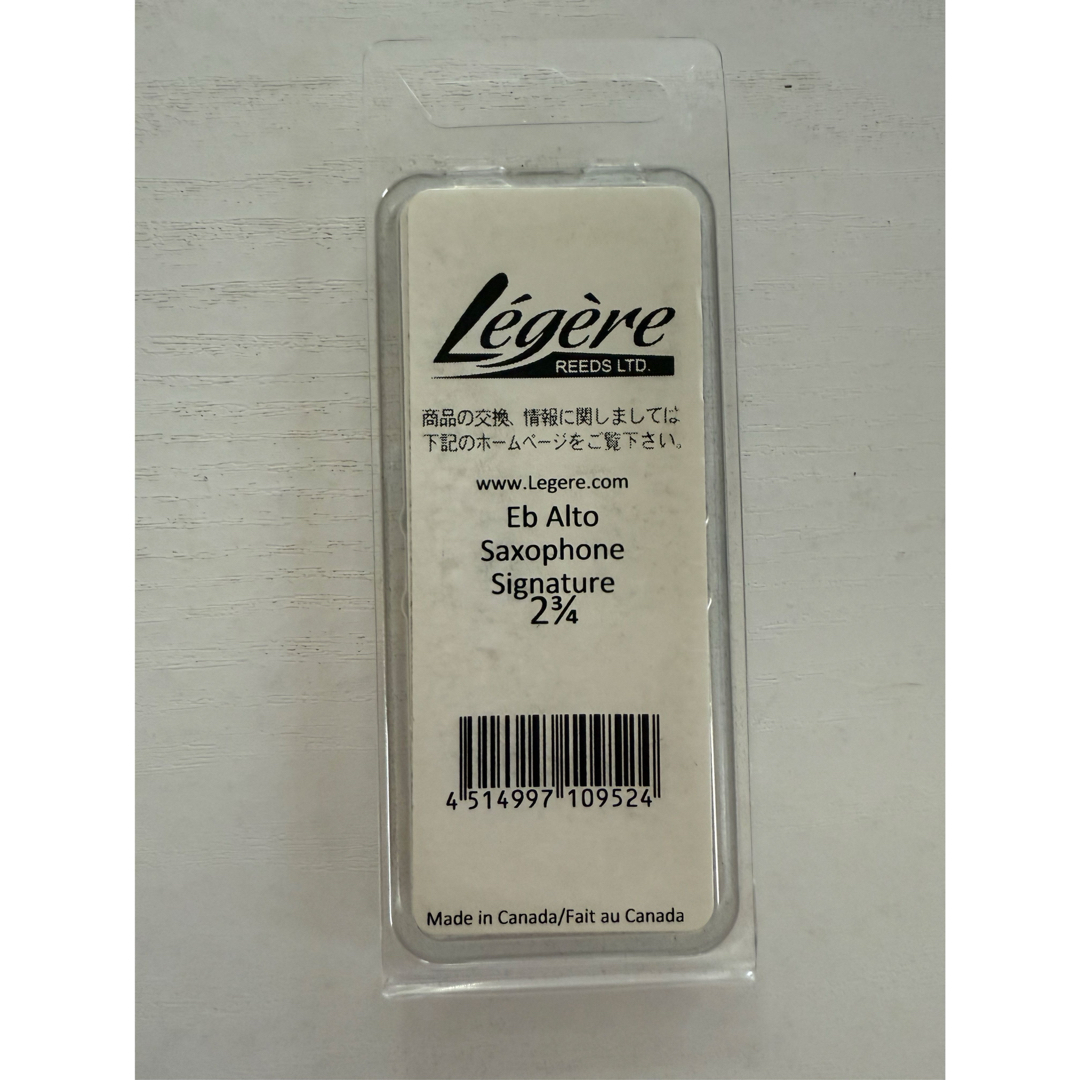 Légère
REEDS LTD.
商品の交換、情報に関しましては
下記のホームページをご覧下さい。
www.Legere.com
Eb Alto
Saxophone
Signature
2¾
4 514997 109524
Made in Canada/Fait au Canada